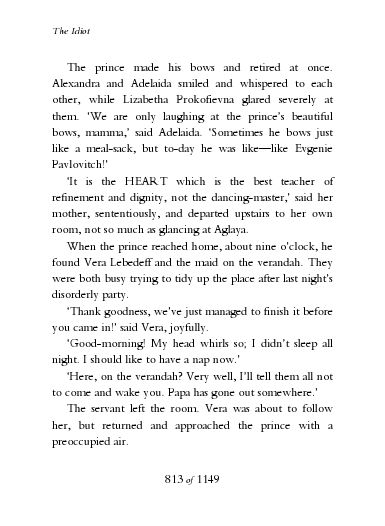 The Idiot
The prince made his bows and retired at once.
Alexandra and Adelaida smiled and whispered to each
other, while Lizabetha Prokofievna glared severely at
them. ‘We are only laughing at the prince’s beautiful
bows, mamma,’ said Adelaida. ‘Sometimes he bows just
like a meal-sack, but to-day he was like—like Evgenie
Pavlovitch!’
‘It is the HEART which is the best teacher of
refinement and dignity, not the dancing-master,’ said her
mother, sententiously, and departed upstairs to her own
room, not so much as glancing at Aglaya.
When the prince reached home, about nine o’clock, he
found Vera Lebedeff and the maid on the verandah. They
were both busy trying to tidy up the place after last night’s
disorderly party.
‘Thank goodness, we’ve just managed to finish it before
you came in!’ said Vera, joyfully.
‘Good-morning! My head whirls so; I didn’t sleep all
night. I should like to have a nap now.’
‘Here, on the verandah? Very well, I’ll tell them all not
to come and wake you. Papa has gone out somewhere.’
The servant left the room. Vera was about to follow
her, but returned and approached the prince with a
preoccupied air.
813 of 1149